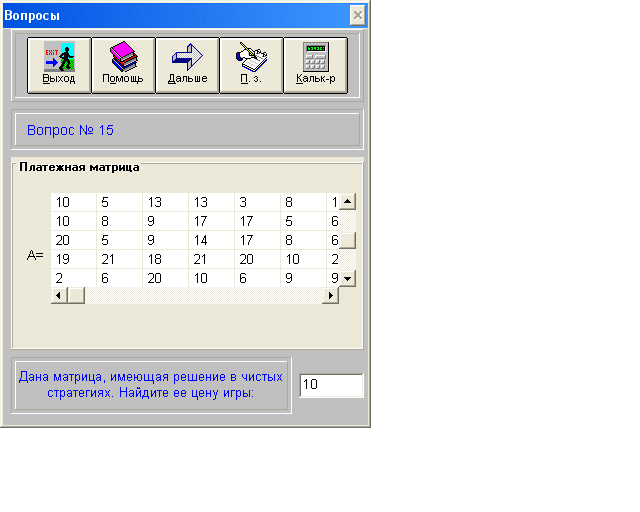 Вопросы
EXIT
Выход Помощь Дальше П. з. Кальк-р
Вопрос № 15
Платежная матрица
10 5 13 13 3 8 1
10 8 9 17 17 5 6
20 5 9 14 17 8 6
A= 19 21 18 21 20 10 2
2 6 20 10 6 9 9
Дана матрица, имеющая решение в чистых
стратегиях. Найдите ее цену игры: 10